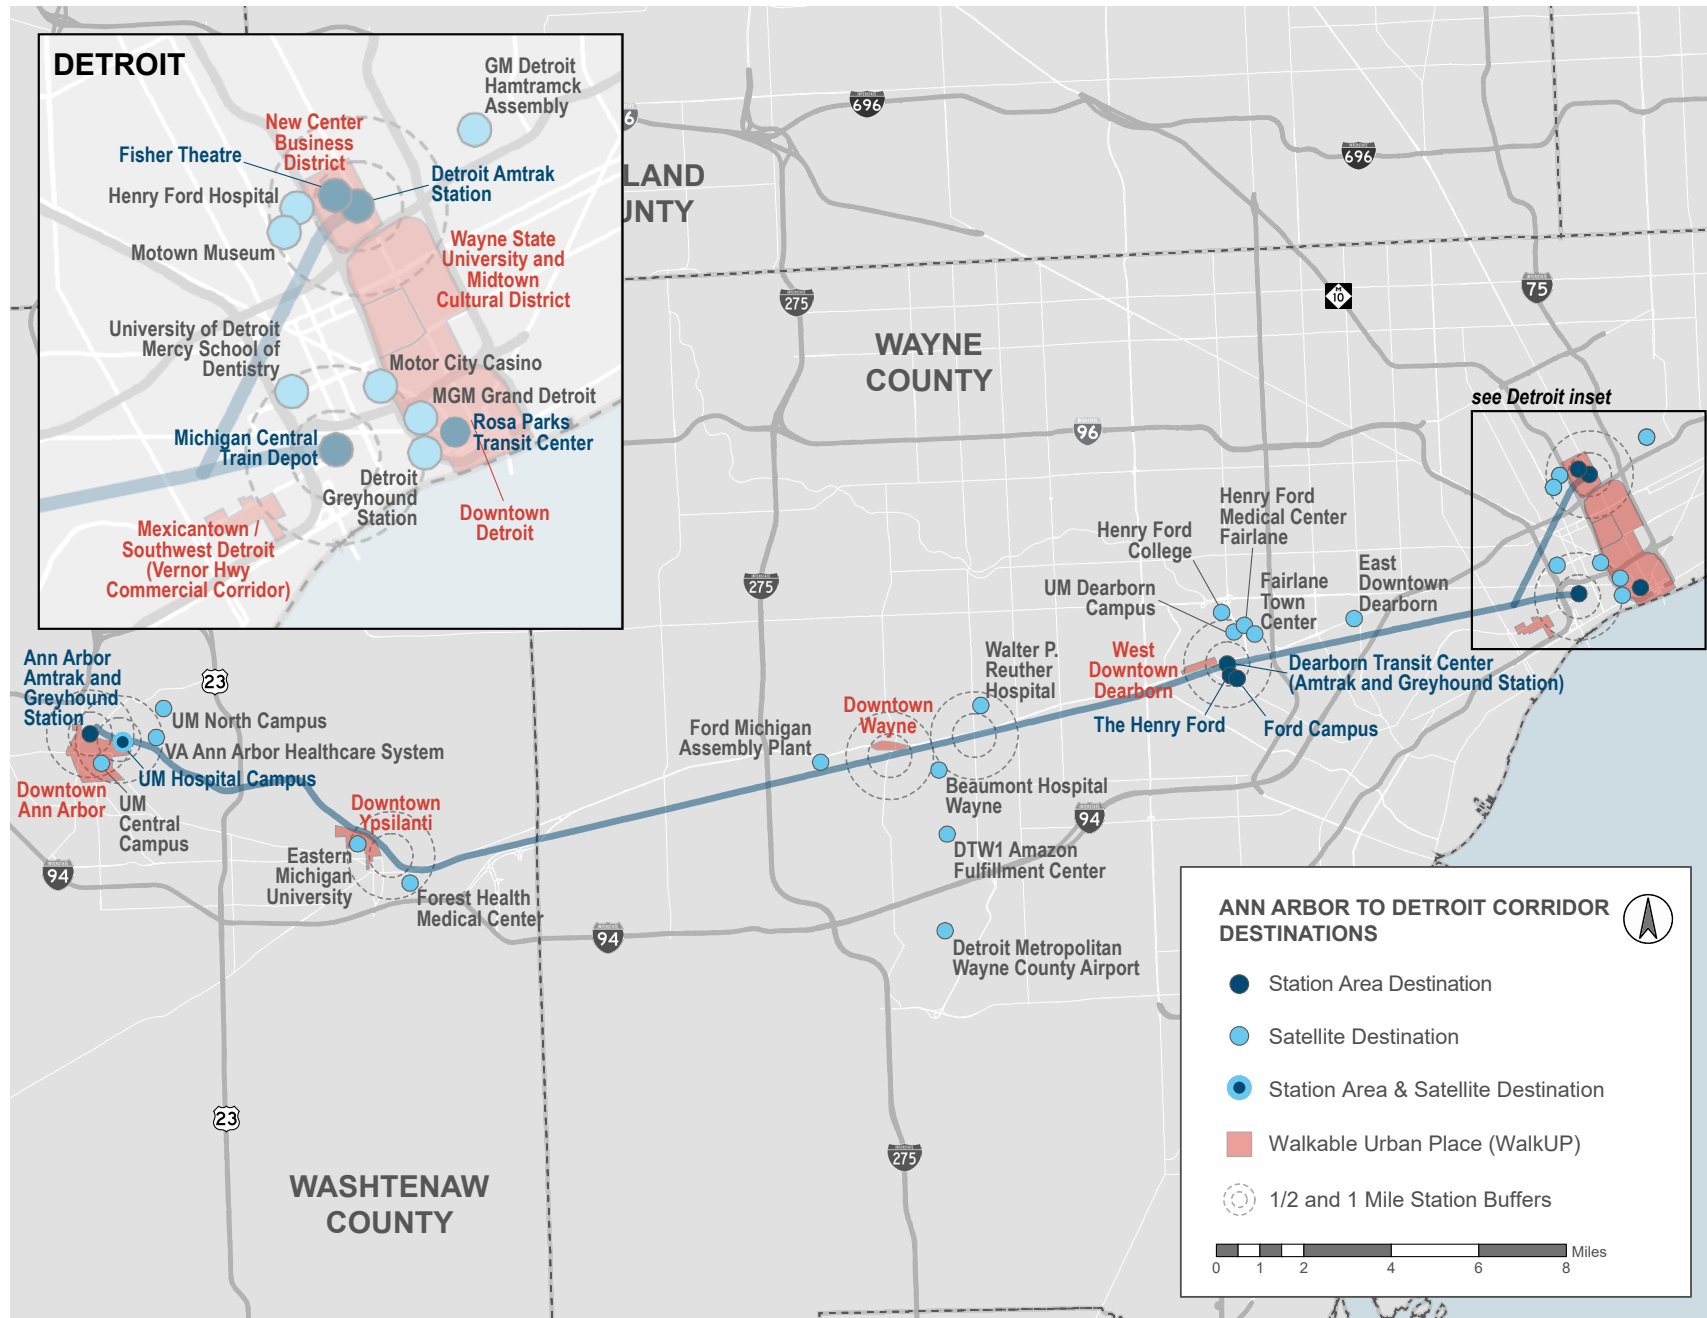 DETROIT
GM Detroit
Hamtramck
Assembly
New Center
Business
District
Fisher Theatre
Detroit Amtrak
Station
Henry Ford Hospital
Motown Museum
Wayne State
University and
Midtown
Cultural District
University of Detroit
Mercy School of
Dentistry
Motor City Casino
MGM Grand Detroit
Rosa Parks
Transit Center
Michigan Central
Train Depot
Detroit
Greyhound
Station
Downtown
Detroit
Mexicantown /
Southwest Detroit
(Vernor Hwy
Commercial Corridor)
6
696
696
LAND
UNTY
275
M
10
75
WAYNE
COUNTY
see Detroit inset
96
275
Henry Ford
Medical Center
Fairlane
Henry Ford
College
UM Dearborn
Campus
Fairlane
Town
Center
East
Downtown
Dearborn
West
Downtown
Dearborn
Dearborn Transit Center
(Amtrak and Greyhound Station)
The Henry Ford
Ford Campus
Walter P.
Reuther
Hospital
Downtown
Wayne
Ford Michigan
Assembly Plant
Beaumont Hospital
Wayne
94
DTW1 Amazon
Fulfillment Center
Detroit Metropolitan
Wayne County Airport
Ann Arbor
Amtrak and
Greyhound
Station
23
UM North Campus
VA Ann Arbor Healthcare System
UM Hospital Campus
Downtown
Ann Arbor
UM
Central
Campus
Downtown
Ypsilanti
Eastern
Michigan
University
Forest Health
Medical Center
94
94
23
275
WASHTENAW
COUNTY
ANN ARBOR TO DETROIT CORRIDOR
DESTINATIONS
Station Area Destination
Satellite Destination
Station Area & Satellite Destination
Walkable Urban Place (WalkUP)
1/2 and 1 Mile Station Buffers
Miles
0 1 2 4 6 8